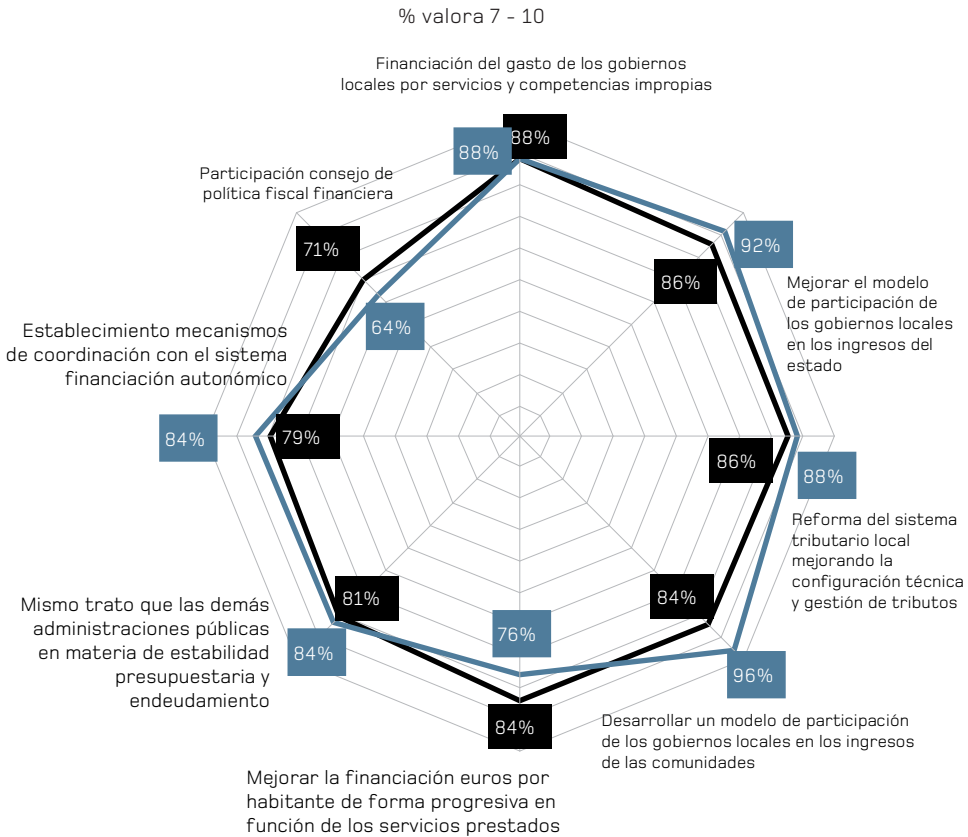 % valora 7 - 10
Financiación del gasto de los gobiernos
locales por servicios y competencias impropias
88%
88%
Participación consejo de
política fiscal financiera
71%
92%
86%
64%
Mejorar el modelo
de participación de
los gobiernos locales
en los ingresos del
estado
Establecimiento mecanismos
de coordinación con el sistema
financiación autonómico
84%
79%
86%
88%
Reforma del sistema
tributario local
mejorando la
configuración técnica
y gestión de tributos
Mismo trato que las demás
administraciones públicas
en materia de estabilidad
presupuestaria y
endeudamiento
81%
84%
84%
76%
96%
84%
Desarrollar un modelo de participación
de los gobiernos locales en los ingresos
de las comunidades
Mejorar la financiación euros por
habitante de forma progresiva en
función de los servicios prestados